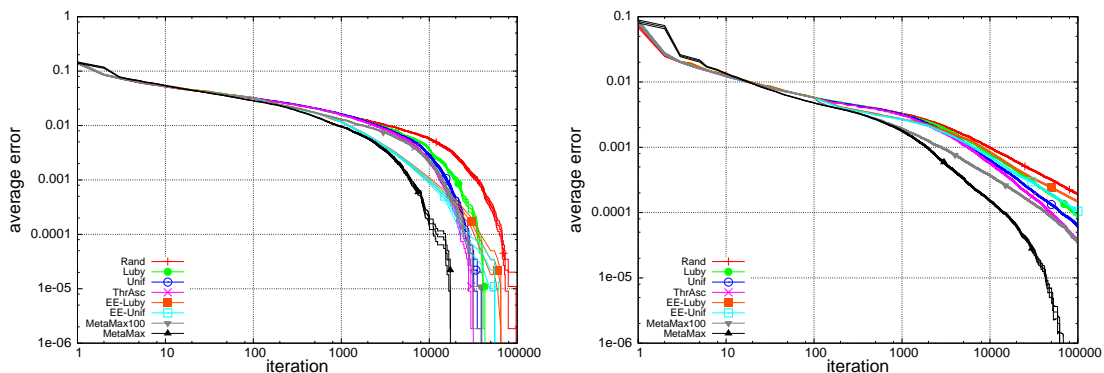 1
0.1
0.01
0.001
0.0001
1e-05
1e-06
average error
1 10 100 1000 10000 100000
iteration
Rand
Luby
Unif
ThrAsc
EE-Luby
EE-Unif
MetaMax100
MetaMax
0.1
0.01
0.001
0.0001
1e-05
1e-06
average error
1 10 100 1000 10000 100000
iteration
Rand
Luby
Unif
ThrAsc
EE-Luby
EE-Unif
MetaMax100
MetaMax